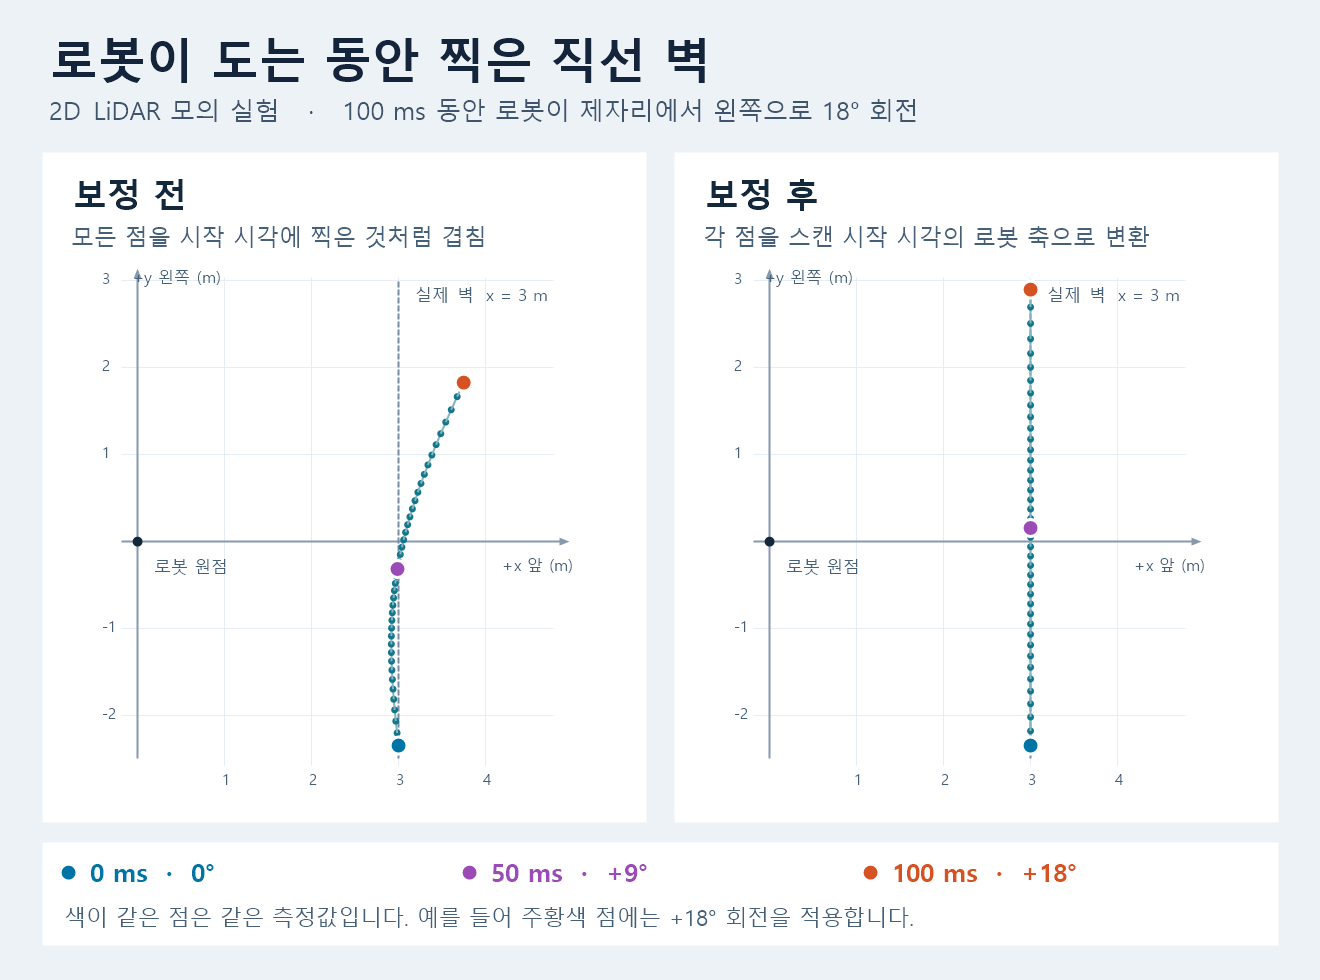 로봇이 도는 동안 찍은 직선 벽
2D LiDAR 모의 실험 · 100 ms 동안 로봇이 제자리에서 왼쪽으로 18° 회전
보정 전
모든 점을 시작 시각에 찍은 것처럼 겹침
+y 왼쪽 (m)
실제 벽 x = 3 m
3
2
1
-1
-2
로봇 원점
+x 앞 (m)
1 2 3 4
보정 후
각 점을 스캔 시작 시각의 로봇 축으로 변환
+y 왼쪽 (m)
실제 벽 x = 3 m
3
2
1
-1
-2
로봇 원점
+x 앞 (m)
1 2 3 4
0 ms · 0°
50 ms · +9°
100 ms · +18°
색이 같은 점은 같은 측정값입니다. 예를 들어 주황색 점에는 +18° 회전을 적용합니다.